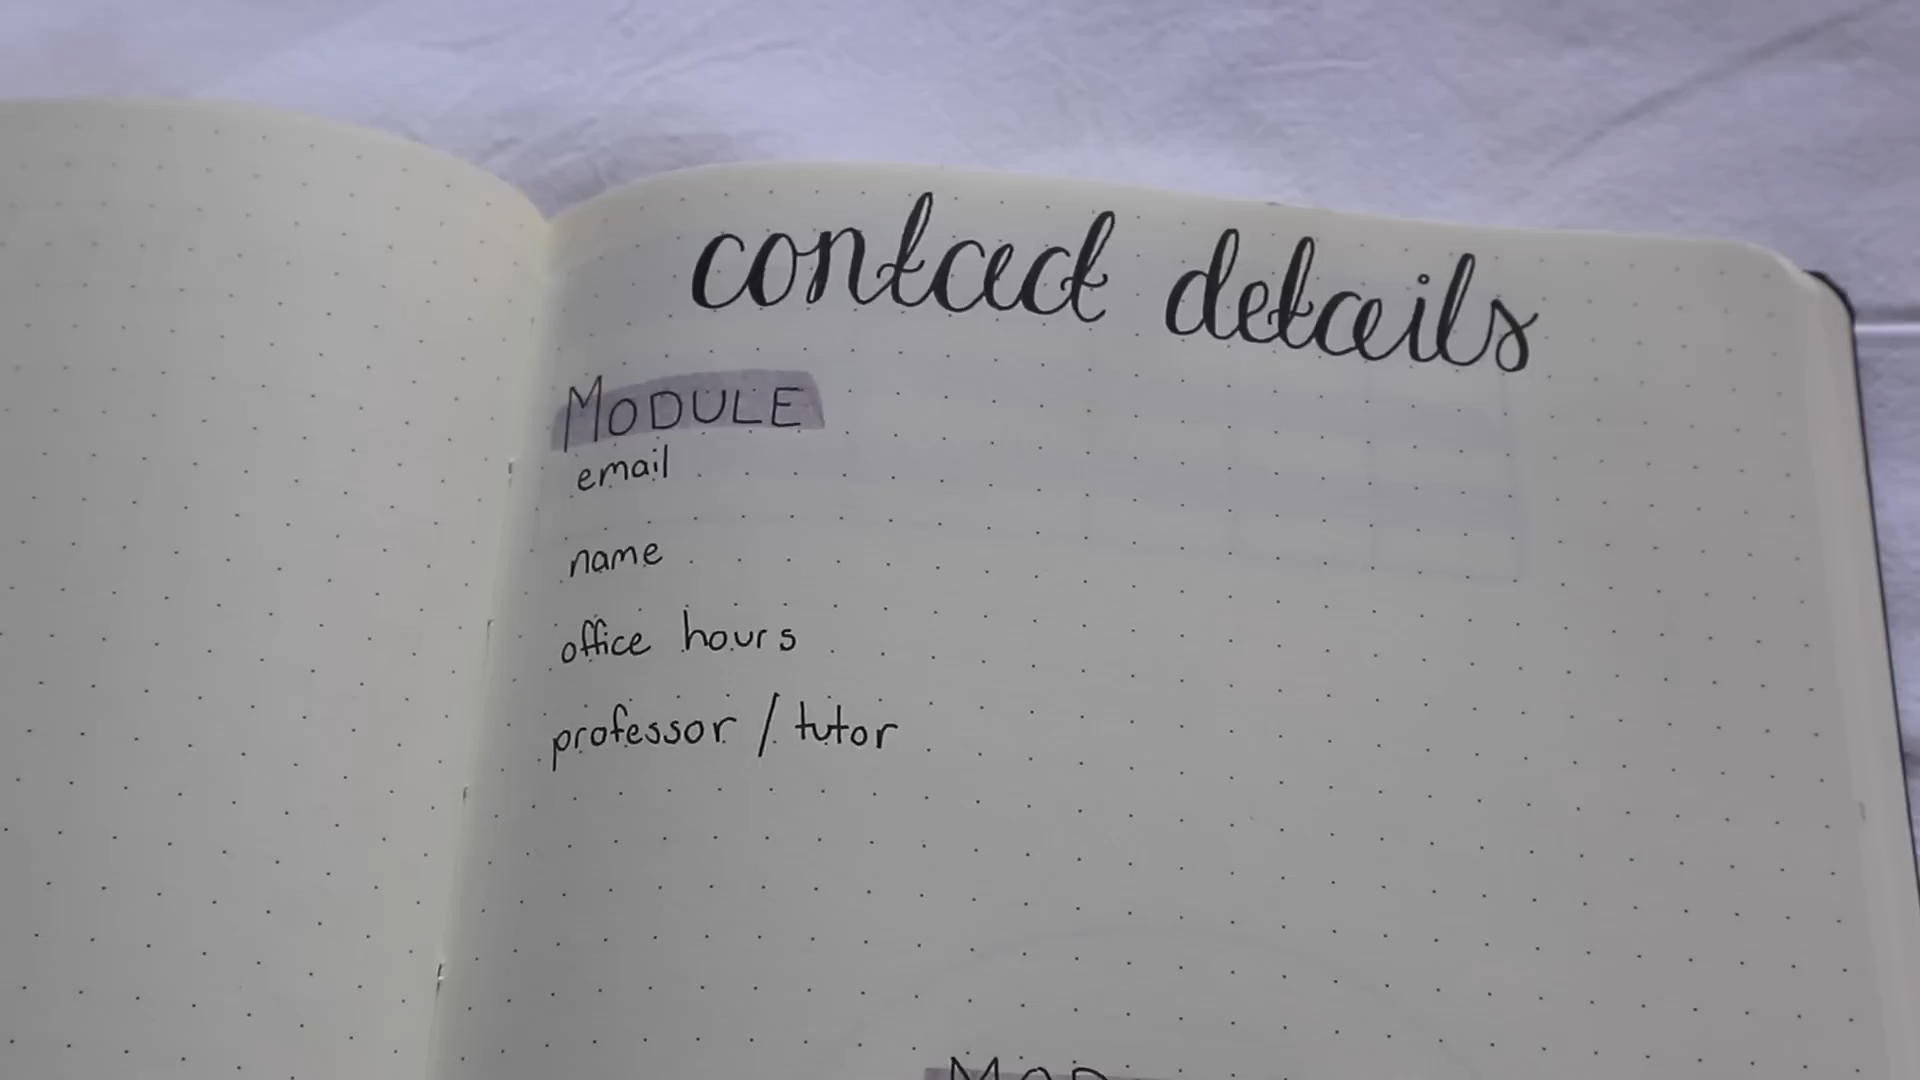 contact details
MODULE
email
name
office hours
professor / tutor